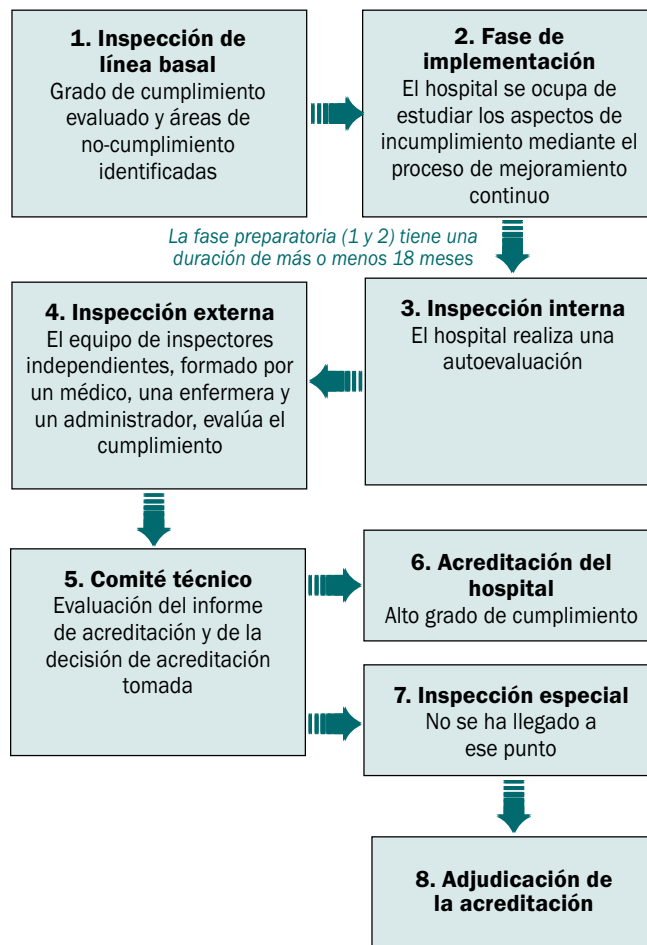 1. Inspección de
línea basal
Grado de cumplimiento
evaluado y áreas de
no-cumplimiento
identificadas
2. Fase de
implementación
El hospital se ocupa de
estudiar los aspectos de
incumplimiento mediante el
proceso de mejoramiento
continuo
La fase preparatoria (1 y 2) tiene una
duración de más o menos 18 meses
3. Inspección interna
El hospital realiza una
autoevaluación
4. Inspección externa
El equipo de inspectores
independientes, formado por
un médico, una enfermera y
un administrador, evalúa el
cumplimiento
5. Comité técnico
Evaluación del informe
de acreditación y de la
decisión de acreditación
tomada
6. Acreditación del
hospital
Alto grado de cumplimiento
7. Inspección especial
No se ha llegado a
ese punto
8. Adjudicación de
la acreditación